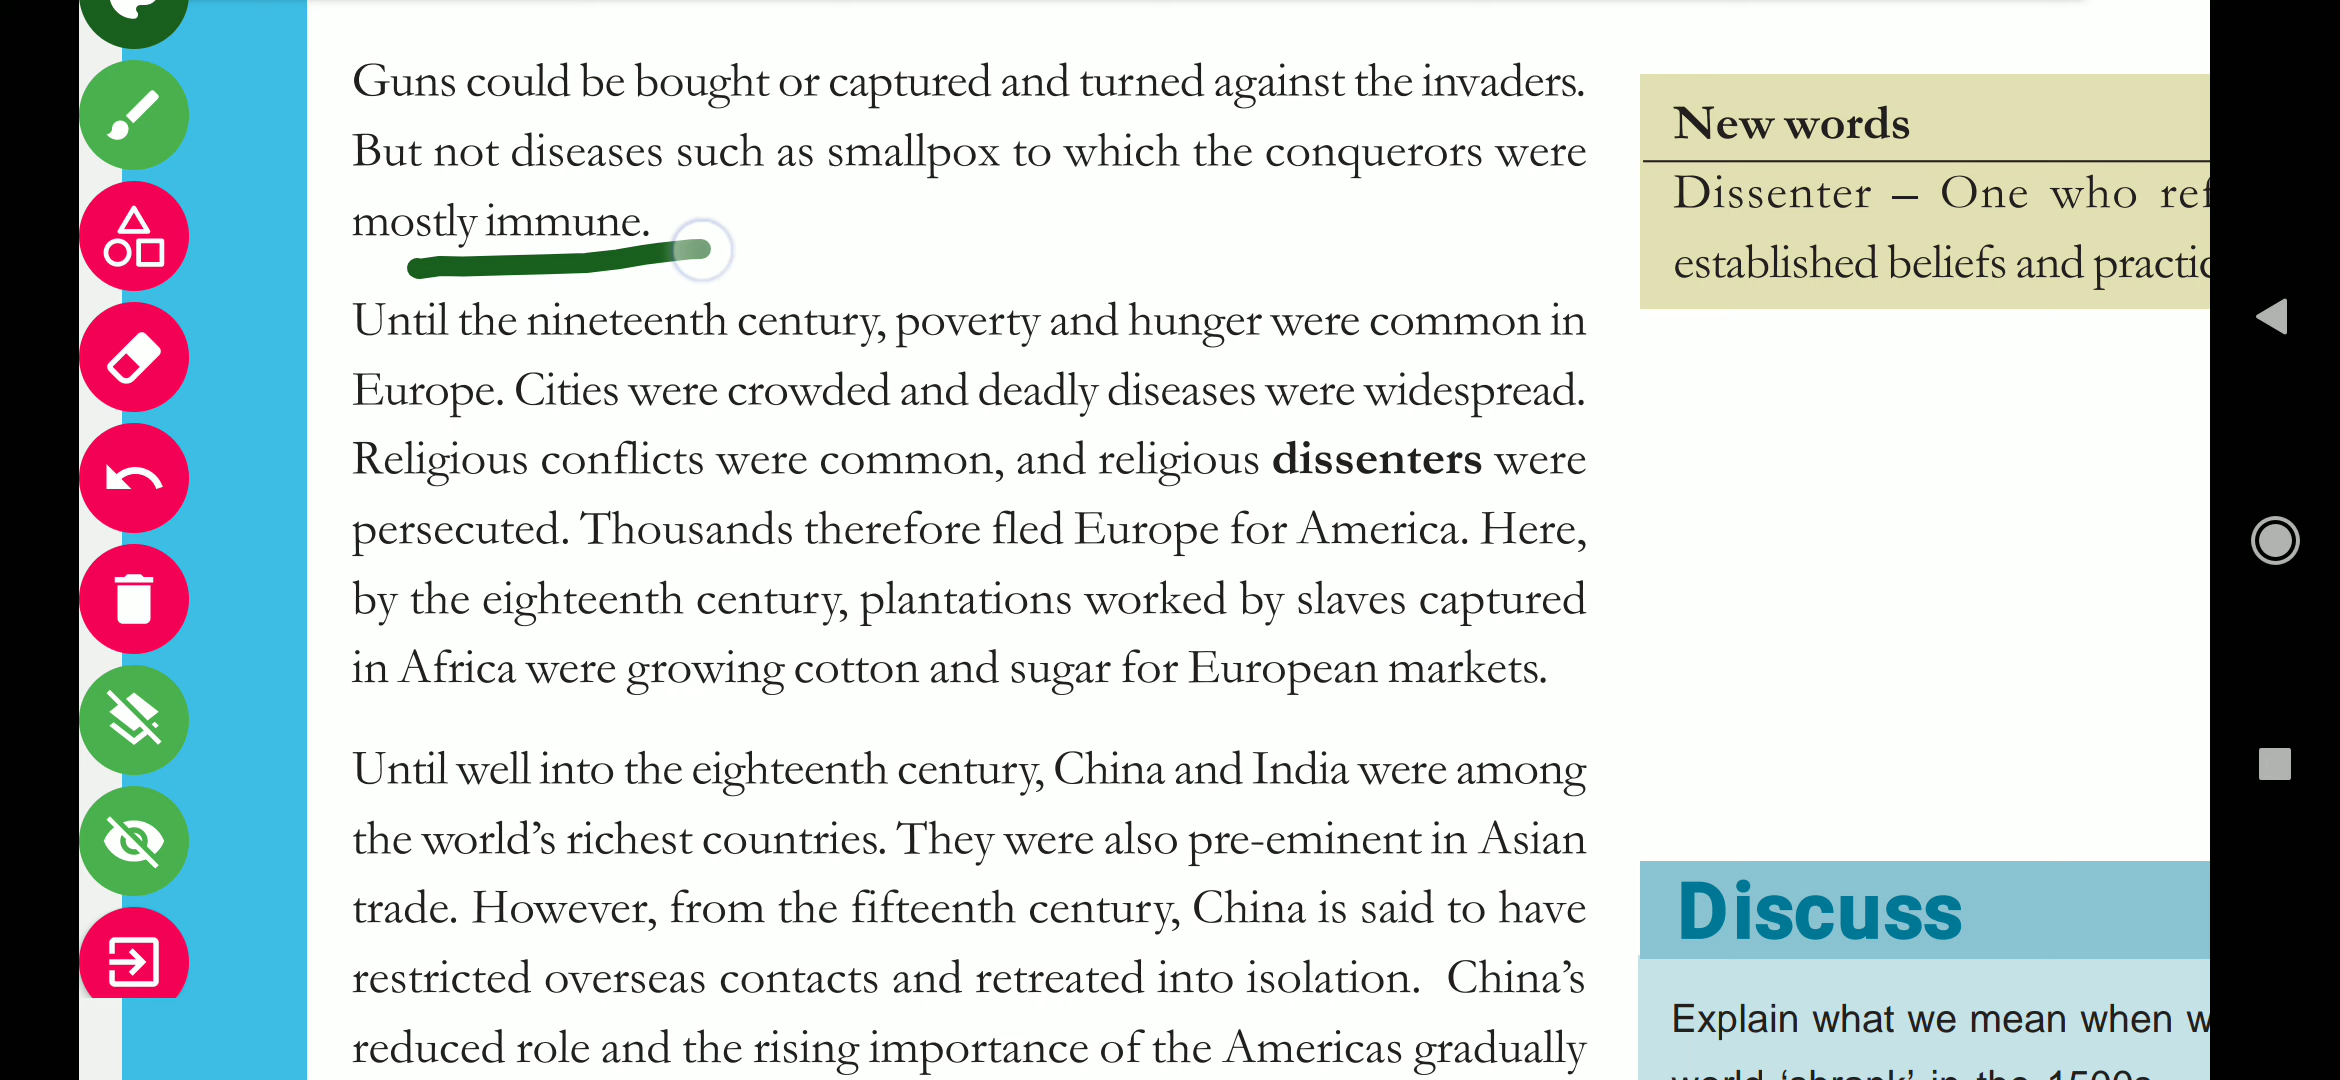 Guns could be bought or captured and turned against the invaders.
But not diseases such as smallpox to which the conquerors were
mostly immune.
Until the nineteenth century, poverty and hunger were common in
Europe. Cities were crowded and deadly diseases were widespread.
Religious conflicts were common, and religious dissenters were
persecuted. Thousands therefore fled Europe for America. Here,
by the eighteenth century, plantations worked by slaves captured
in Africa were growing cotton and sugar for European markets.
Until well into the eighteenth century, China and India were among
the world’s richest countries. They were also pre-eminent in Asian
trade. However, from the fifteenth century, China is said to have
restricted overseas contacts and retreated into isolation. China’s
reduced role and the rising importance of the Americas gradually
New words
Dissenter – One who
established beliefs and
Discuss
Explain what we mean when
world ‘shrank’ in the 1500s